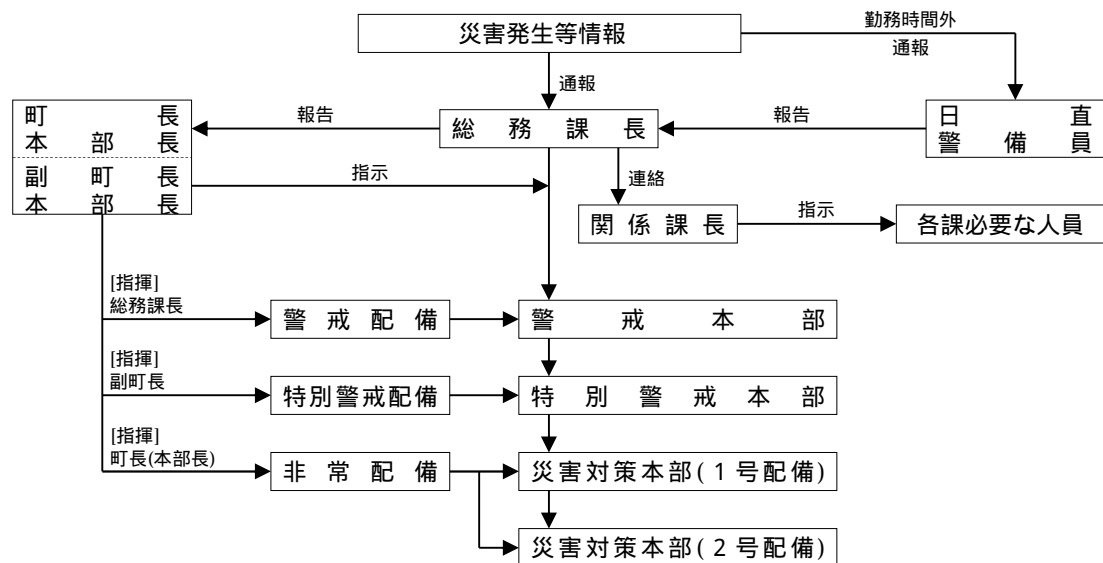 災害発生等情報
勤務時間外
通報
通報
町長
本部長
副町長
本部長
報告
総務課長
報告
日直
警備員
指示
連絡
関係課長
指示
各課必要な人員
[指揮]
総務課長
警戒配備
警戒本部
[指揮]
副町長
特別警戒配備
特別警戒本部
[指揮]
町長(本部長)
非常配備
災害対策本部(1号配備)
災害対策本部(2号配備)